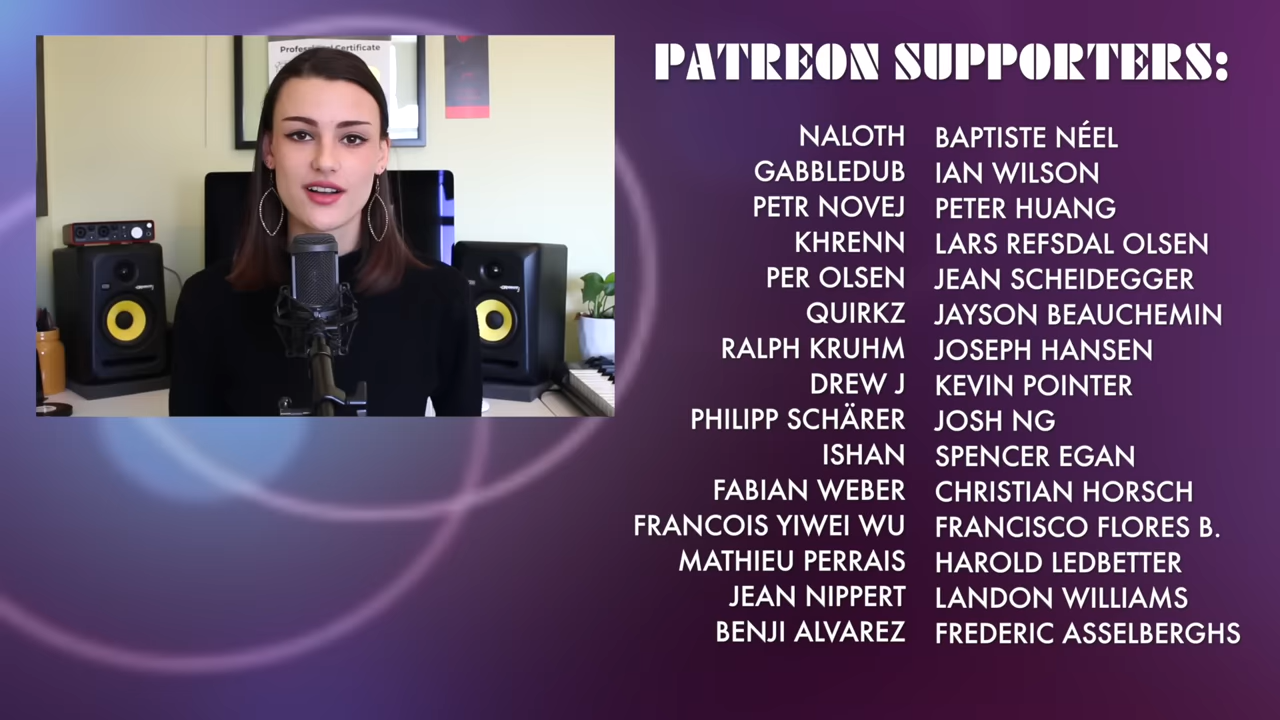 Professional Certificate
PATREON SUPPORTERS:
NALOTH
GABBLEDUB
PETR NOVEJ
KHRENN
PER OLSEN
QUIRKZ
RALPH KRUHM
DREW J
PHILIPP SCHÄRER
ISHAN
FABIAN WEBER
FRANCOIS YIWEI WU
MATHIEU PERRAIS
JEAN NIPPERT
BENJI ALVAREZ
BAPTISTE NÉEL
IAN WILSON
PETER HUANG
LARS REFSDAL OLSEN
JEAN SCHEIDEGGER
JAYSON BEAUCHEMIN
JOSEPH HANSEN
KEVIN POINTER
JOSH NG
SPENCER EGAN
CHRISTIAN HORSCH
FRANCISCO FLORES B.
HAROLD LEDBETTER
LANDON WILLIAMS
FREDERIC ASSELBERGHS